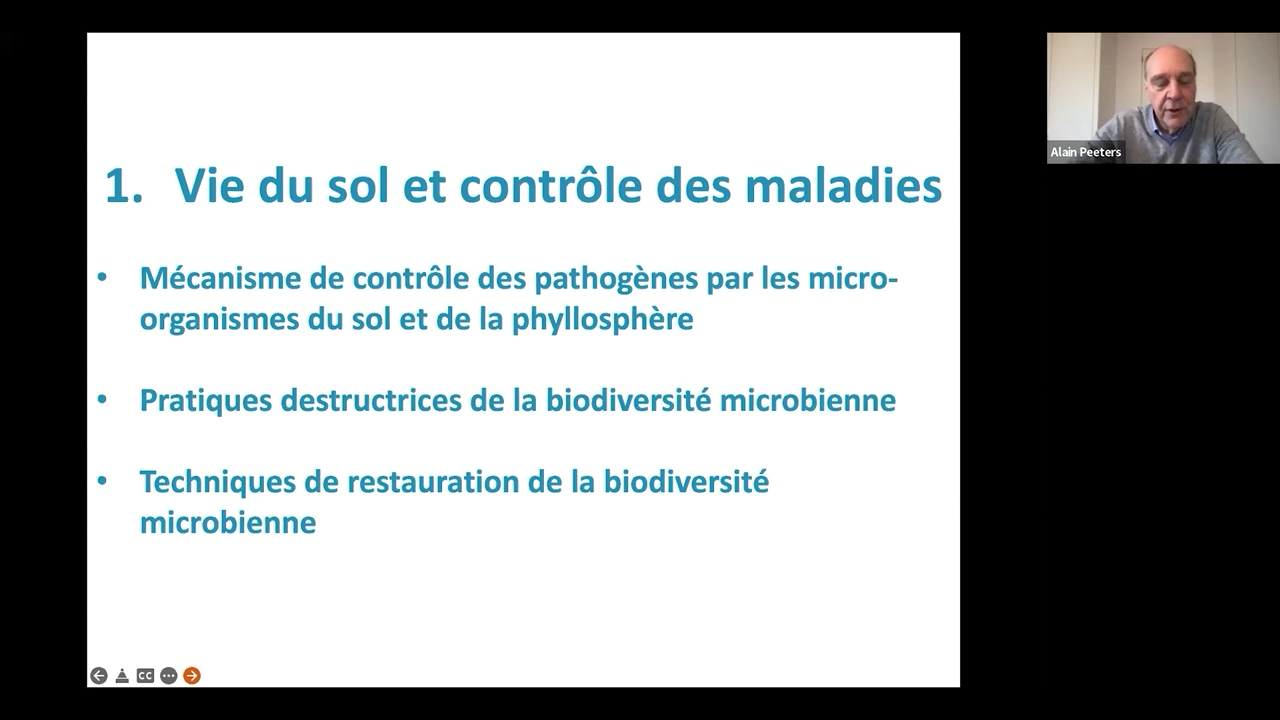 1. Vie du sol et contrôle des maladies
• Mécanisme de contrôle des pathogènes par les micro-
organismes du sol et de la phyllosphère
• Pratiques destructrices de la biodiversité microbienne
• Techniques de restauration de la biodiversité
microbienne
CC
Alain Peeters